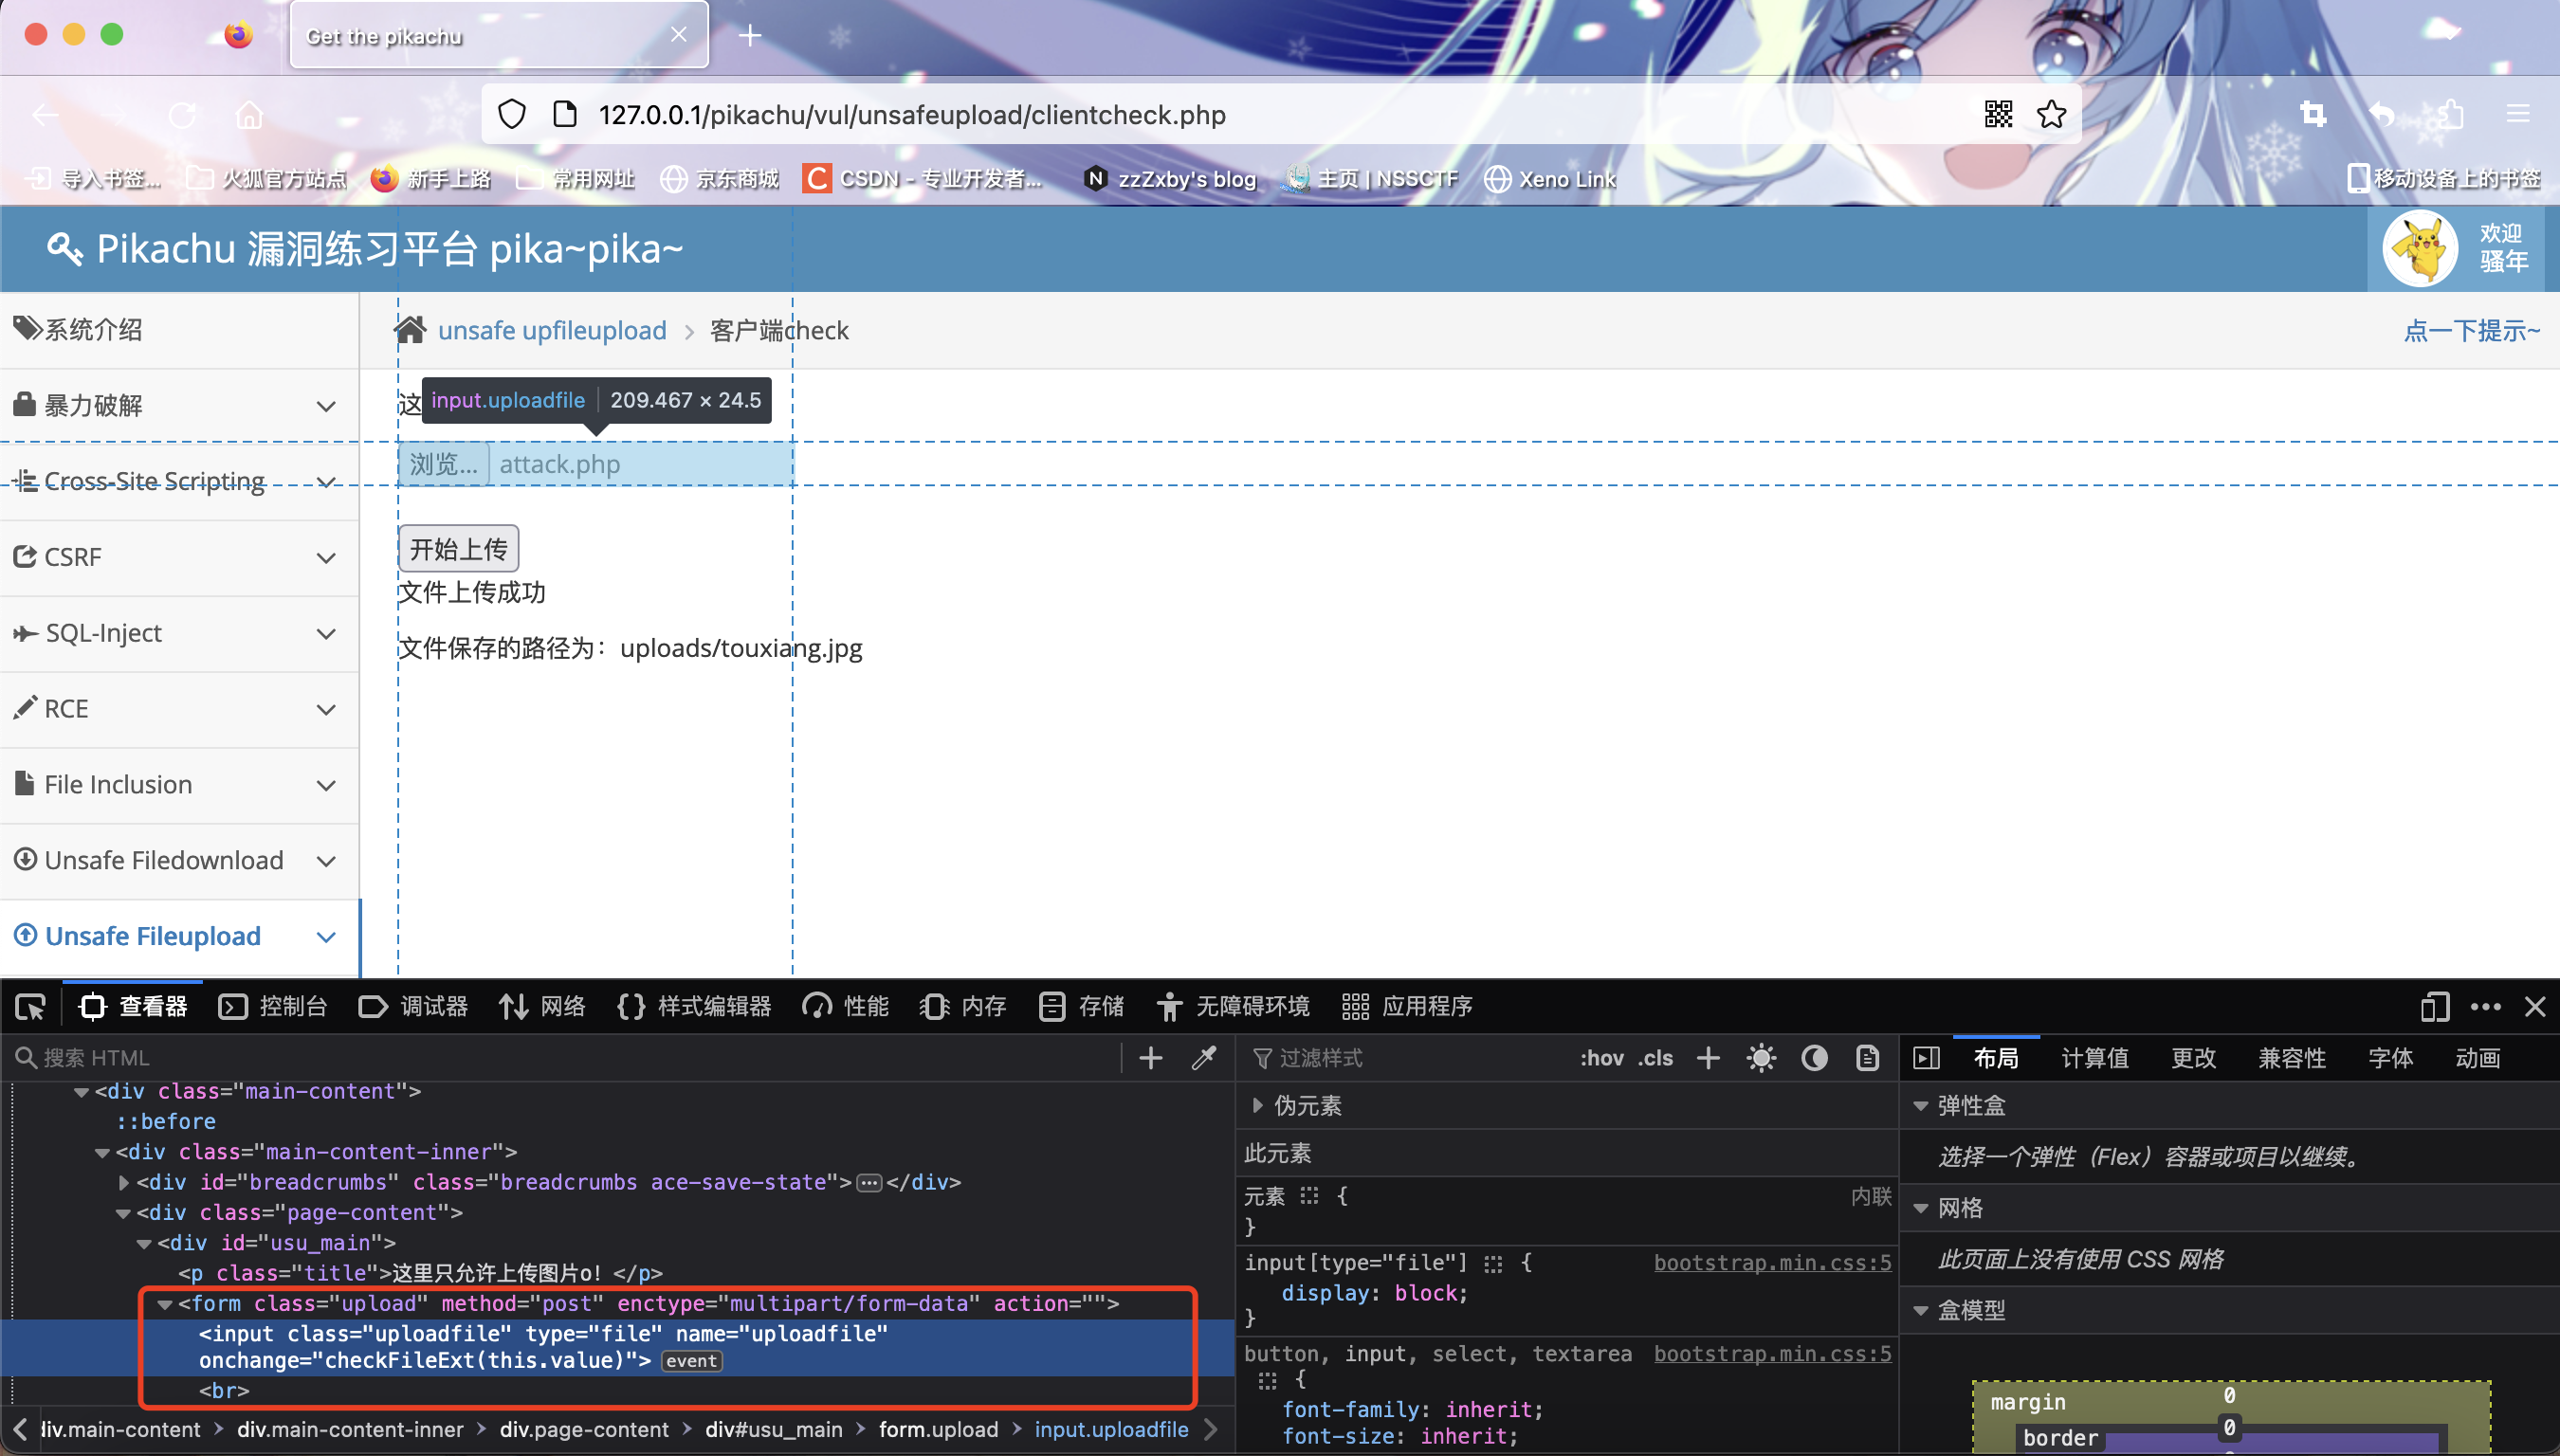 Get the pikachu
127.0.0.1/pikachu/vul/unsafeupload/clientcheck.php
导入书签... 火狐官方站点 新手上路 常用网址 京东商城 CSDN - 专业开发者... zzZxby's blog 主页 | NSSCTF Xeno Link 移动设备上的书签
Pikachu 漏洞练习平台 pika~pika~
欢迎
骚年
系统介绍
暴力破解
Cross-Site Scripting
CSRF
SQL-Inject
RCE
File Inclusion
Unsafe Filedownload
Unsafe Fileupload
unsafe upfileupload > 客户端check
点一下提示~
这
input.uploadfile | 209.467 × 24.5
浏览... attack.php
开始上传
文件上传成功
文件保存的路径为：uploads/touxiang.jpg
查看器 控制台 调试器 网络 样式编辑器 性能 内存 存储 无障碍环境 应用程序
搜索 HTML
<div class="main-content">
::before
<div class="main-content-inner">
<div id="breadcrumbs" class="breadcrumbs ace-save-state">…</div>
<div class="page-content">
<div id="usu_main">
<p class="title">这里只允许上传图片o！</p>
<form class="upload" method="post" enctype="multipart/form-data" action="">
<input class="uploadfile" type="file" name="uploadfile"
onchange="checkFileExt(this.value)"> event
<br>
div.main-content > div.main-content-inner > div.page-content > div#usu_main > form.upload > input.uploadfile
过滤样式 :hov .cls
伪元素
此元素
元素 { 内联
}
input[type="file"] { bootstrap.min.css:5
display: block;
}
button, input, select, textarea bootstrap.min.css:5
{
font-family: inherit;
font-size: inherit;
布局 计算值 更改 兼容性 字体 动画
弹性盒
选择一个弹性（Flex）容器或项目以继续。
网格
此页面上没有使用 CSS 网格
盒模型
margin 0
border 0